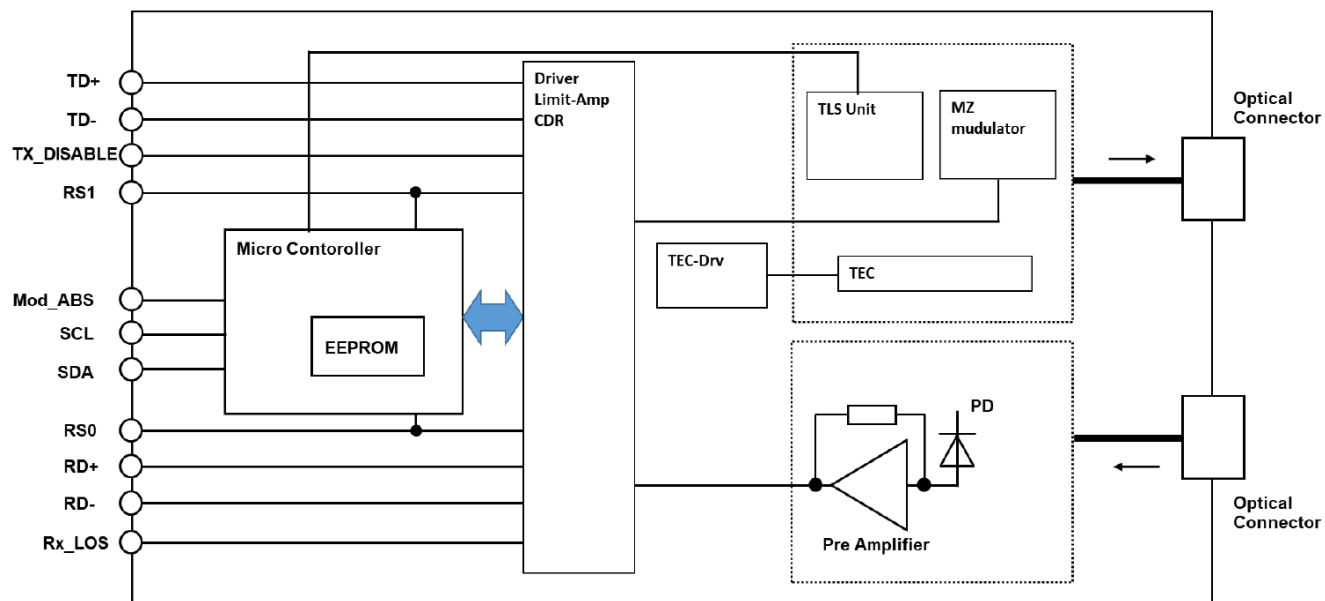 TD+
TD-
TX_DISABLE
RS1
Mod_ABS
SCL
SDA
RS0
RD+
RD-
Rx_LOS
Micro Contoroller
EEPROM
Driver
Limit-Amp
CDR
TLS Unit
MZ
mudulator
TEC-Drv
TEC
PD
Pre Amplifier
Optical
Connector
Optical
Connector